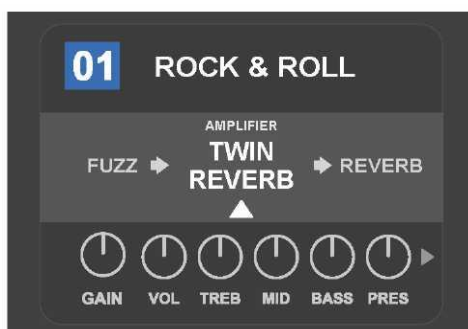 01 ROCK & ROLL
AMPLIFIER
FUZZ TWIN REVERB REVERB
GAIN VOL TREB MID BASS PRES